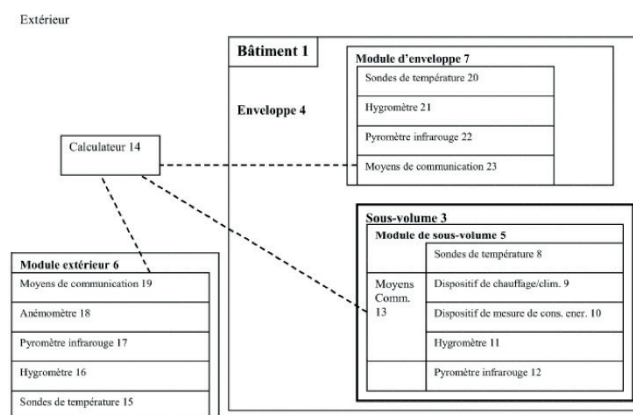 Extérieur
Bâtiment 1
Enveloppe 4
Module d'enveloppe 7
Sondes de température 20
Hygromètre 21
Pyromètre infrarouge 22
Moyens de communication 23
Calculateur 14
Sous-volume 3
Module de sous-volume 5
Sondes de température 8
Moyens
Comm.
13
Dispositif de chauffage/clim. 9
Dispositif de mesure de cons. ener. 10
Hygromètre 11
Pyromètre infrarouge 12
Module extérieur 6
Moyens de communication 19
Anémomètre 18
Pyromètre infrarouge 17
Hygromètre 16
Sondes de température 15